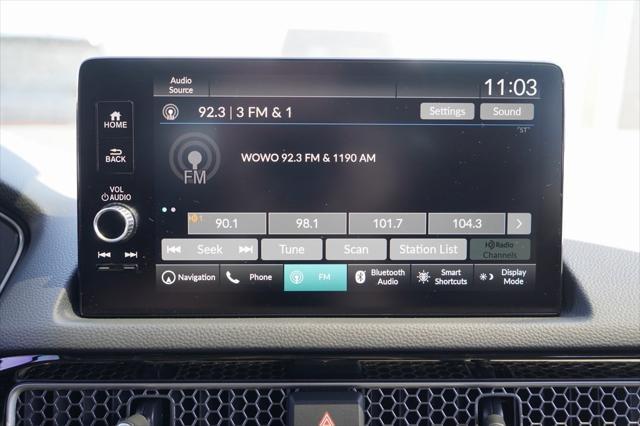 Audio
Source
11:03
HOME
BACK
VOL
AUDIO
92.3 | 3 FM & 1
Settings
Sound
"ST"
FM
WOWO 92.3 FM & 1190 AM
1
90.1
98.1
101.7
104.3
Seek
Tune
Scan
Station List
HD Radio
Channels
Navigation
Phone
FM
Bluetooth
Audio
Smart
Shortcuts
Display
Mode